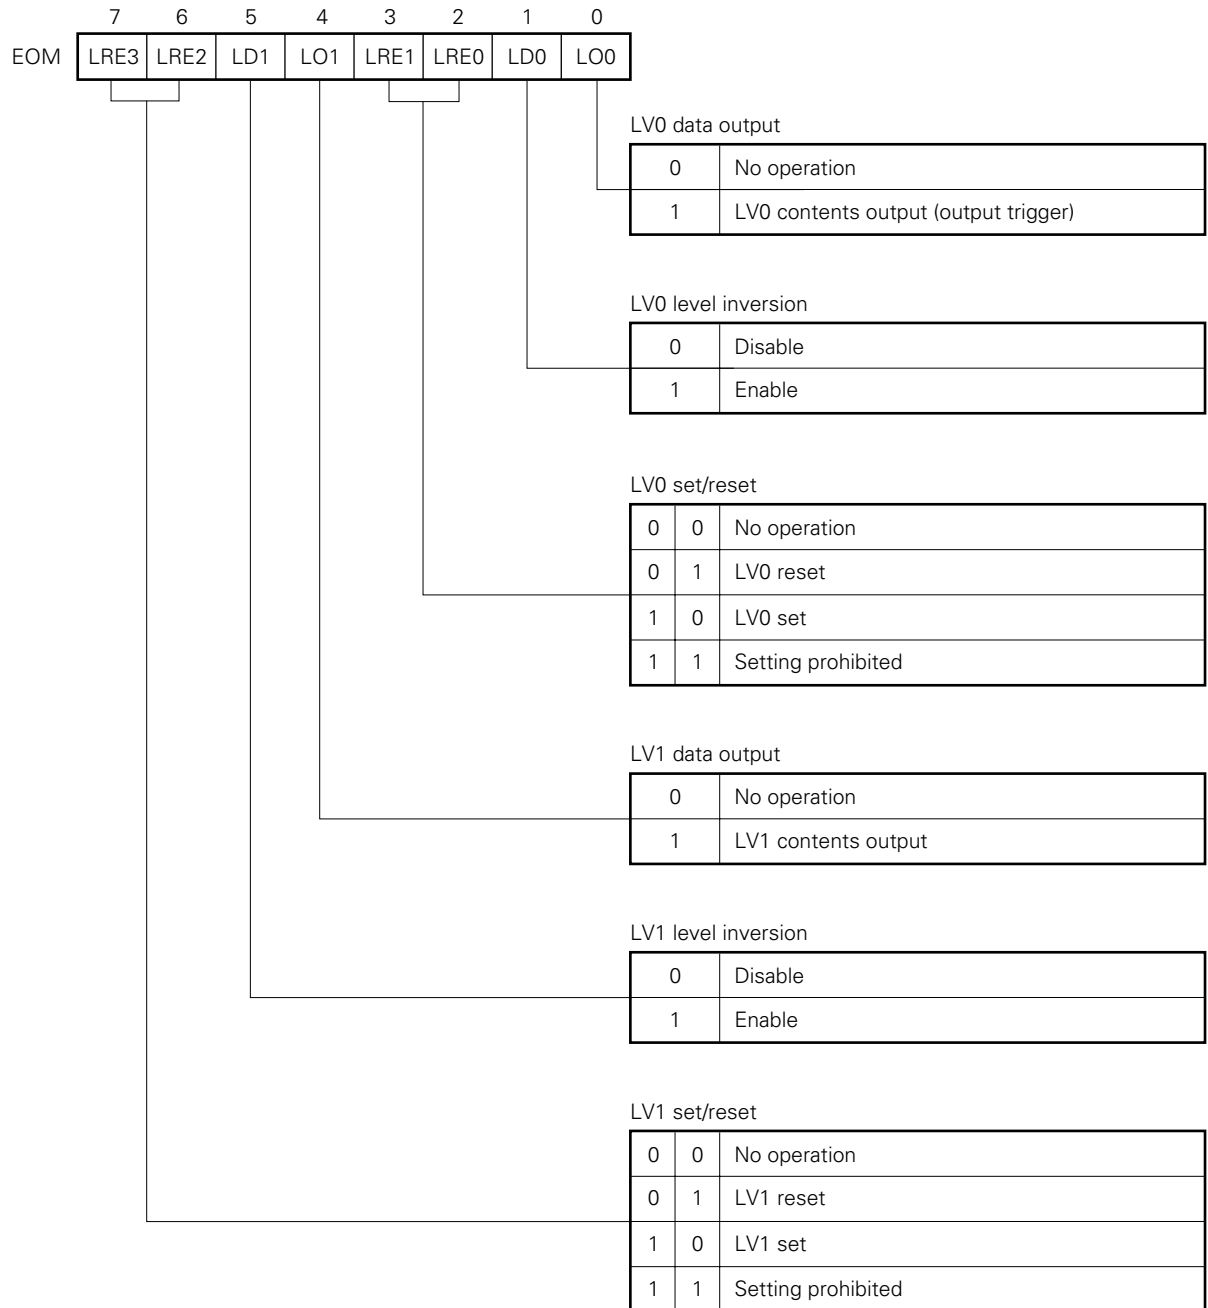 7 6 5 4 3 2 1 0
EOM LRE3 LRE2 LD1 LO1 LRE1 LRE0 LD0 LO0
LV0 data output
0 No operation
1 LV0 contents output (output trigger)
LV0 level inversion
0 Disable
1 Enable
LV0 set/reset
0 0 No operation
0 1 LV0 reset
1 0 LV0 set
1 1 Setting prohibited
LV1 data output
0 No operation
1 LV1 contents output
LV1 level inversion
0 Disable
1 Enable
LV1 set/reset
0 0 No operation
0 1 LV1 reset
1 0 LV1 set
1 1 Setting prohibited